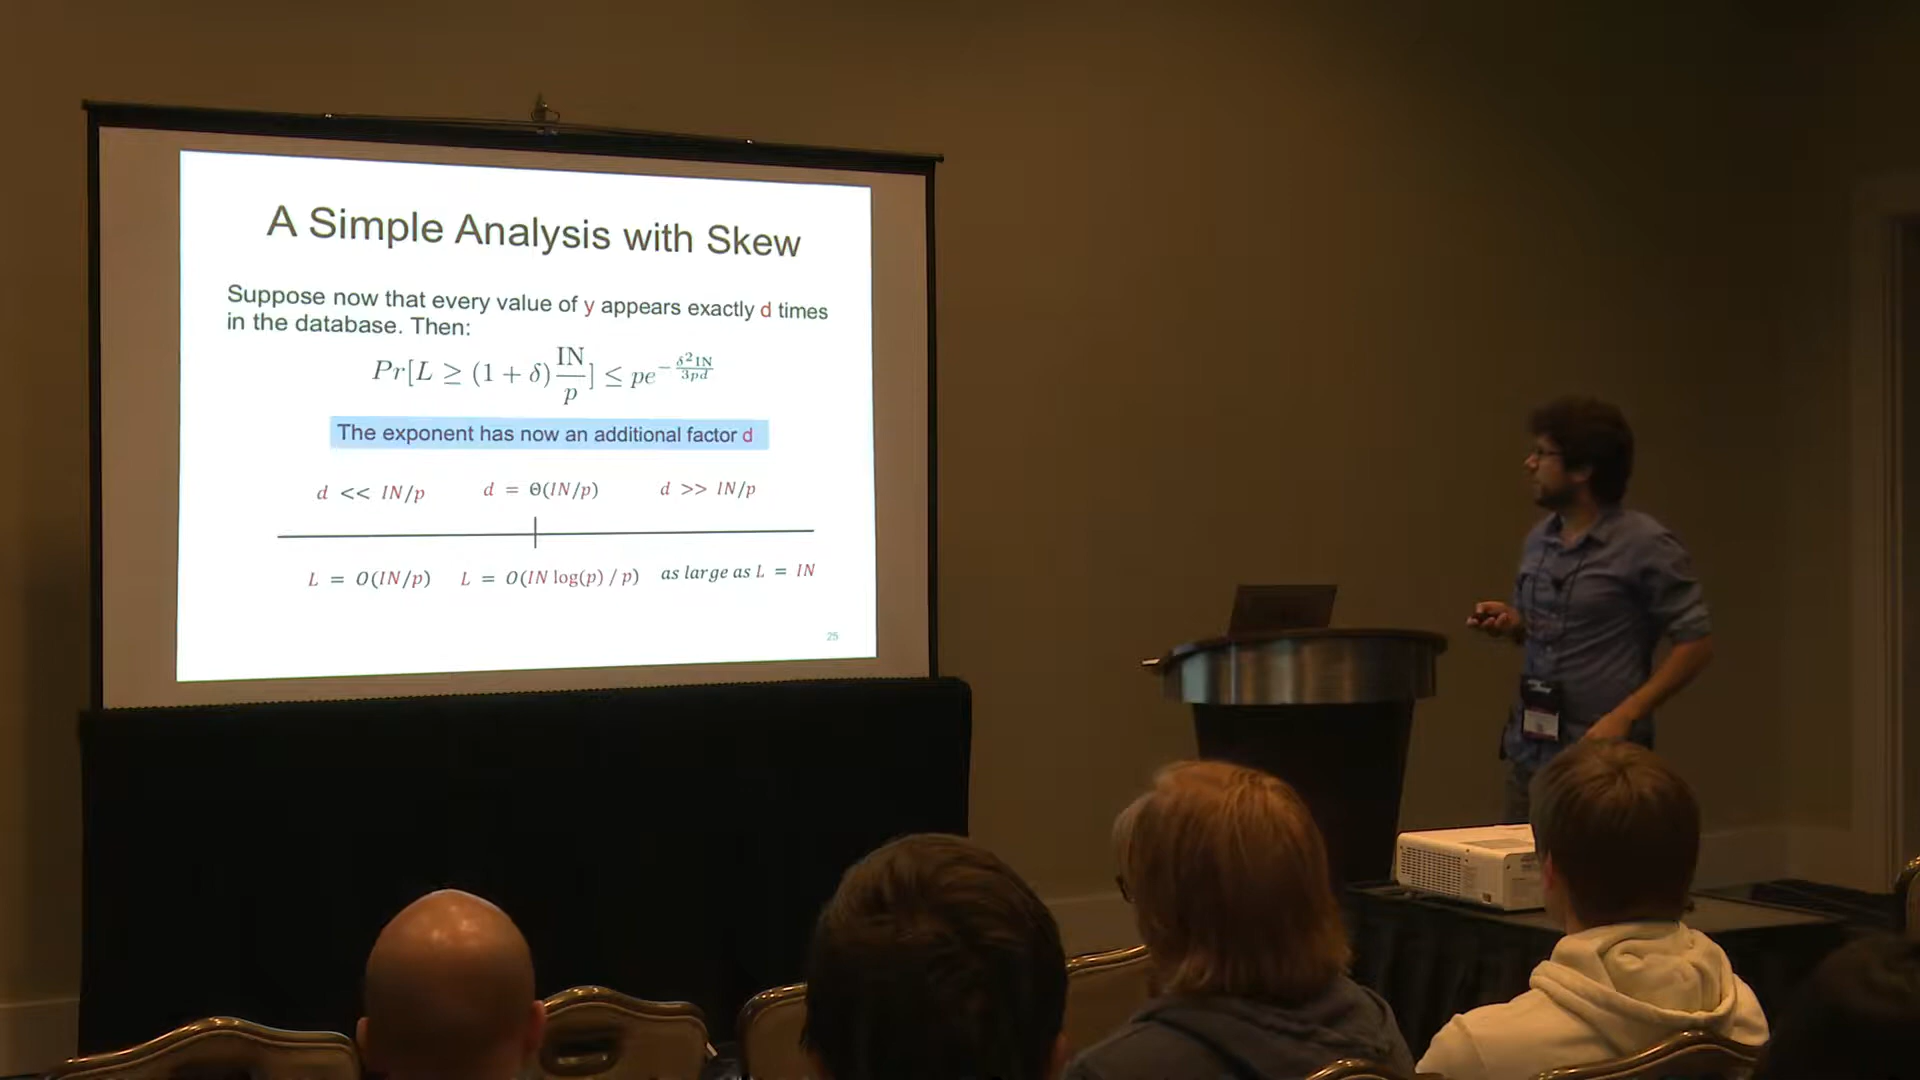 A Simple Analysis with Skew
Suppose now that every value of y appears exactly d times
in the database. Then:
Pr[L ≥ (1 + δ) IN/p] ≤ pe^{-δ²IN/3pd}
The exponent has now an additional factor d
d << IN/p d = Θ(IN/p) d >> IN/p
L = O(IN/p) L = O(IN log(p) / p) as large as L = IN
25